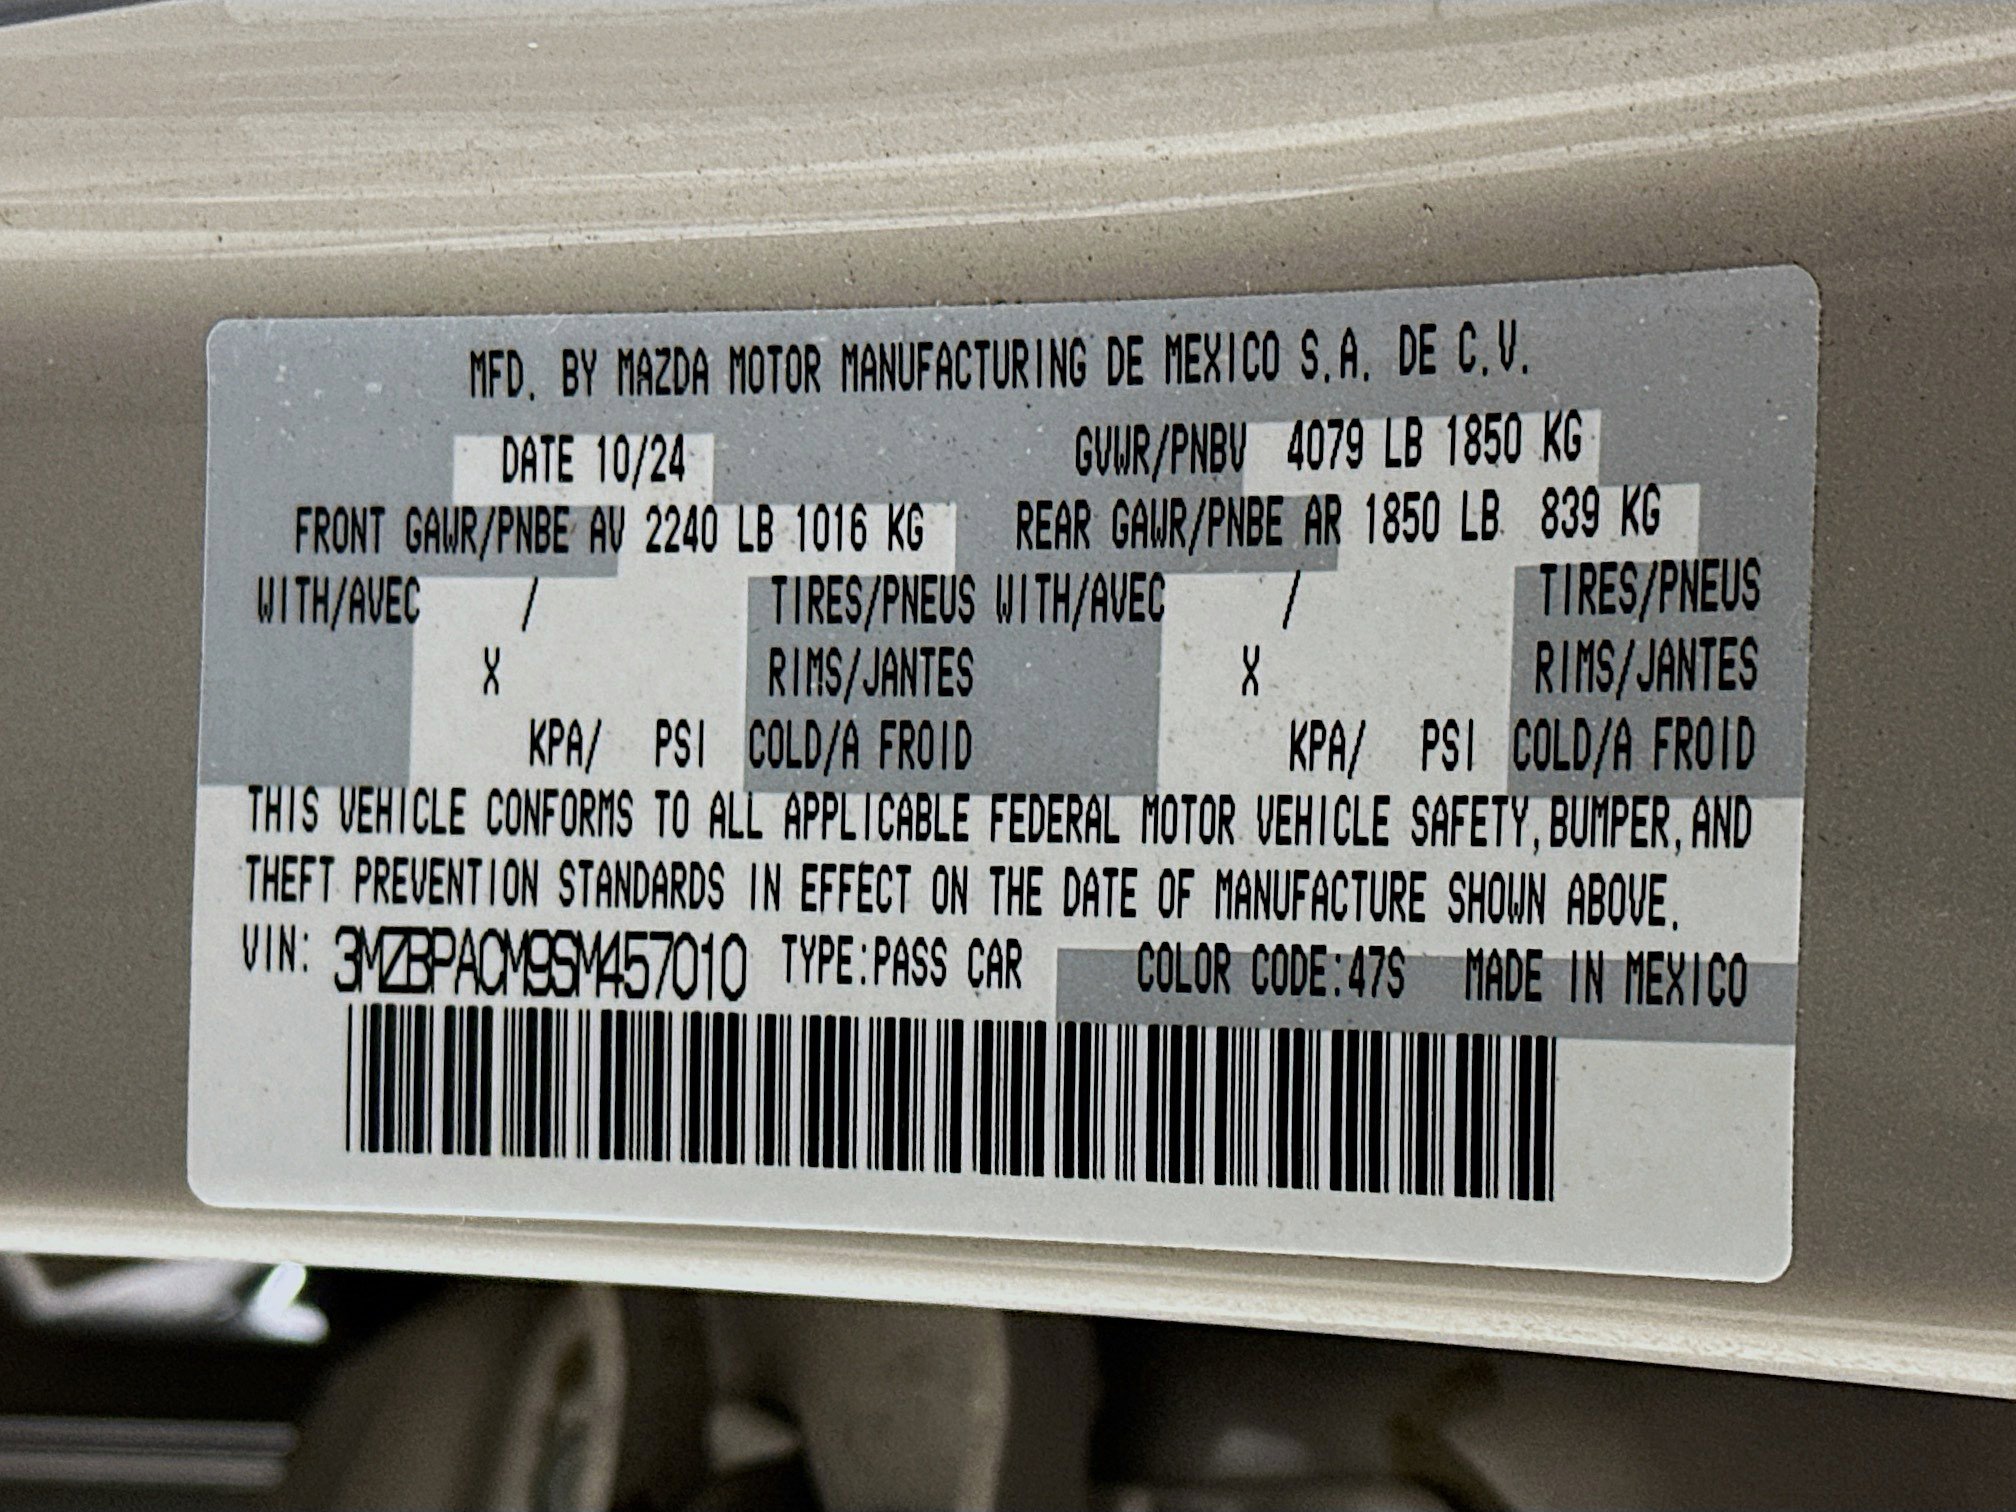 MFD. BY MAZDA MOTOR MANUFACTURING DE MEXICO S.A. DE C.V.
DATE 10/24 GVWR/PNBV 4079 LB 1850 KG
FRONT GAWR/PNBE AV 2240 LB 1016 KG REAR GAWR/PNBE AR 1850 LB 839 KG
WITH/AVEC / TIRES/PNEUS WITH/AVEC / TIRES/PNEUS
X RIMS/JANTES X RIMS/JANTES
KPA/ PSI COLD/A FROID KPA/ PSI COLD/A FROID
THIS VEHICLE CONFORMS TO ALL APPLICABLE FEDERAL MOTOR VEHICLE SAFETY,BUMPER,AND
THEFT PREVENTION STANDARDS IN EFFECT ON THE DATE OF MANUFACTURE SHOWN ABOVE.
VIN: 3MZBPACM9SM457010 TYPE:PASS CAR COLOR CODE:47S MADE IN MEXICO